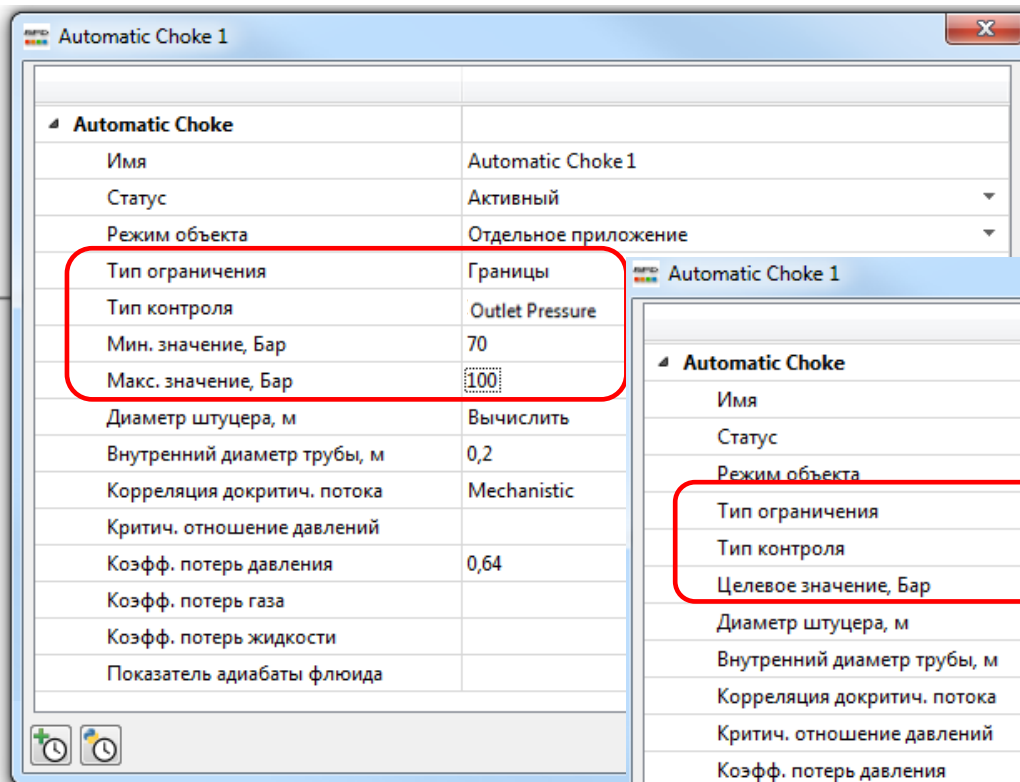 Automatic Choke 1
Automatic Choke
Имя Automatic Choke 1
Статус Активный
Режим объекта Отдельное приложение
Тип ограничения Границы
Тип контроля Outlet Pressure
Мин. значение, Бар 70
Макс. значение, Бар 100
Диаметр штуцера, м Вычислить
Внутренний диаметр трубы, м 0,2
Корреляция докритич. потока Mechanistic
Критич. отношение давлений
Коэфф. потерь давления 0,64
Коэфф. потерь газа
Коэфф. потерь жидкости
Показатель адиабаты флюида
Automatic Choke 1
Automatic Choke
Имя
Статус
Режим объекта
Тип ограничения
Тип контроля
Целевое значение, Бар
Диаметр штуцера, м
Внутренний диаметр трубы, м
Корреляция докритич. потока
Критич. отношение давлений
Коэфф. потерь давления